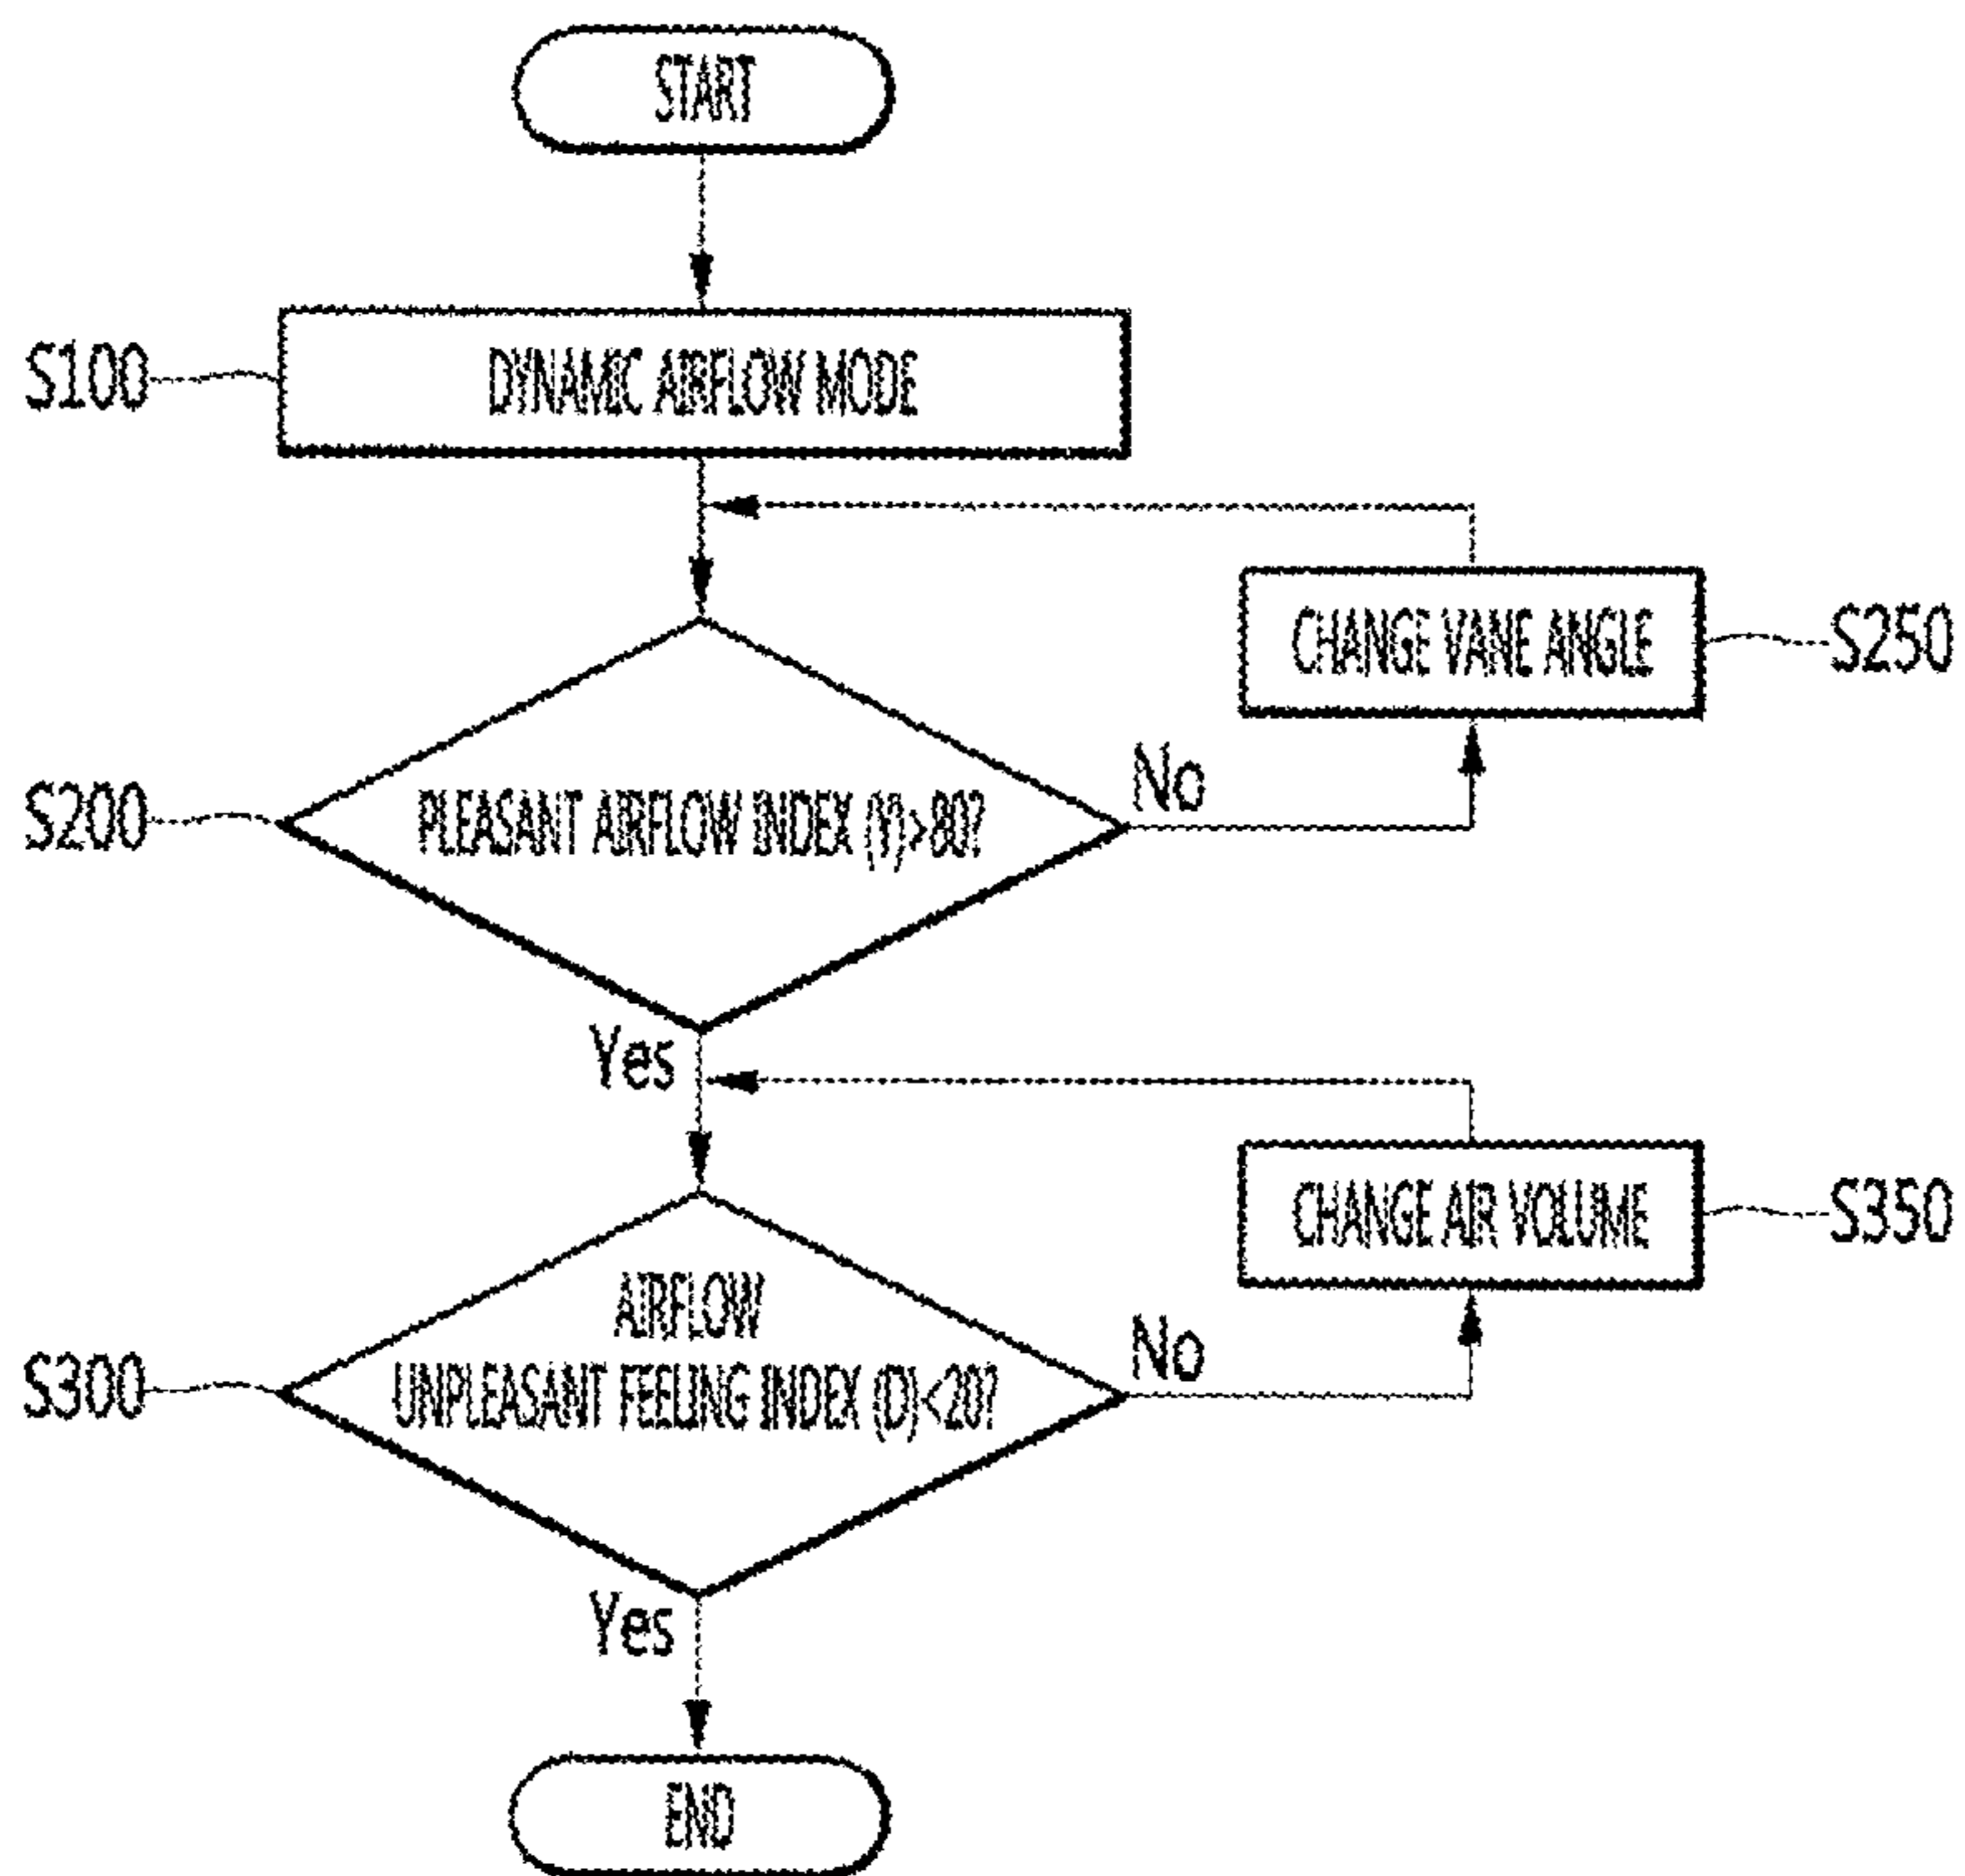 START
S100
DYNAMIC AIRFLOW MODE
CHANGE VANE ANGLE
S250
S200
PLEASANT AIRFLOW INDEX (Y)>80?
No
Yes
CHANGE AIR VOLUME
S350
S300
AIRFLOW
UNPLEASANT FEELING INDEX (D)<20?
No
Yes
END